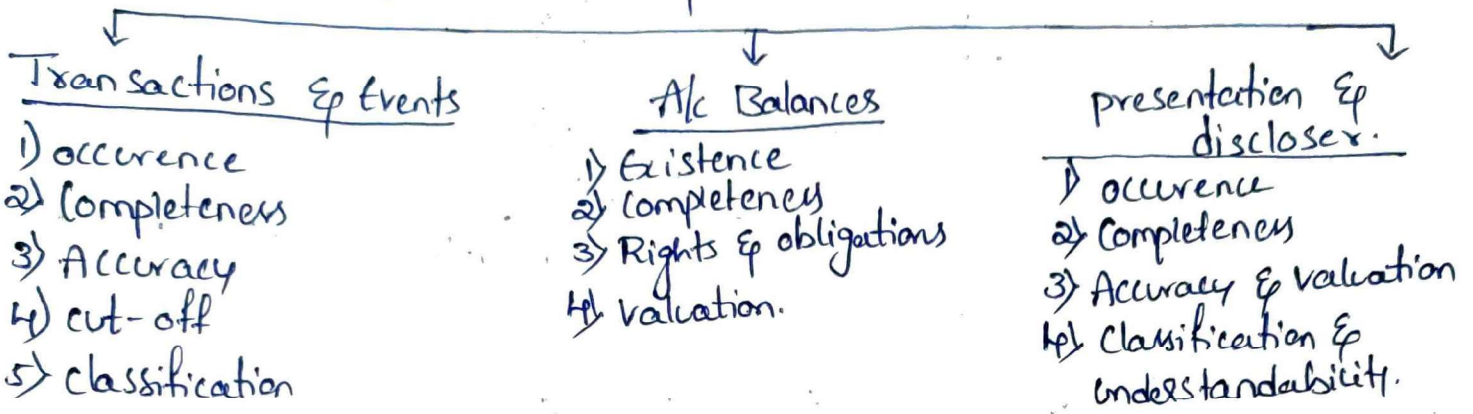 Transactions & Events
1) occurence
2) Completeness
3) Accuracy
4) cut-off
5) classification
A/c Balances
1) Existence
2) Completeness
3) Rights & obligations
4) valuation.
presentation &
discloser.
1) occurence
2) Completeness
3) Accuracy & valuation
4) Classification &
understandability.